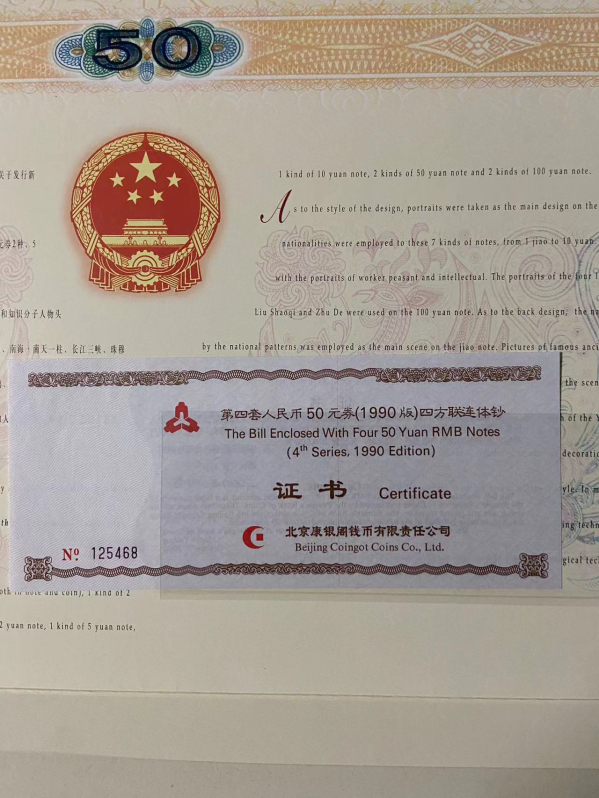 50
1 kind of 10 yuan note, 2 kinds of 50 yuan note and 2 kinds of 100 yuan note.
As to the style of the design, portraits were taken as the main design on the
nationalities were employed to these 7 kinds of notes, from 1 jiao to 10 yuan.
with the portraits of worker peasant and intellectual. The portraits of the four
Liu Shaoqi and Zhu De were used on the 100 yuan note. As to the back design, the
by the national patterns was employed as the main scene on the jiao note. Pictures of famous
子发行新
元券2种、5
和知识分子人物头
、南海·南天一柱、长江三峡、珠穆
第四套人民币50元券(1990版)四方联连体钞
The Bill Enclosed With Four 50 Yuan RMB Notes
(4th Series, 1990 Edition)
证书 Certificate
北京康银阁钱币有限责任公司
Beijing Coingot Coins Co., Ltd.
Nº 125468
the scen
of the
decoratio
In
ing techn
gical tech
in note and coin), 1 kind of 2
2 yuan note, 1 kind of 5 yuan note,